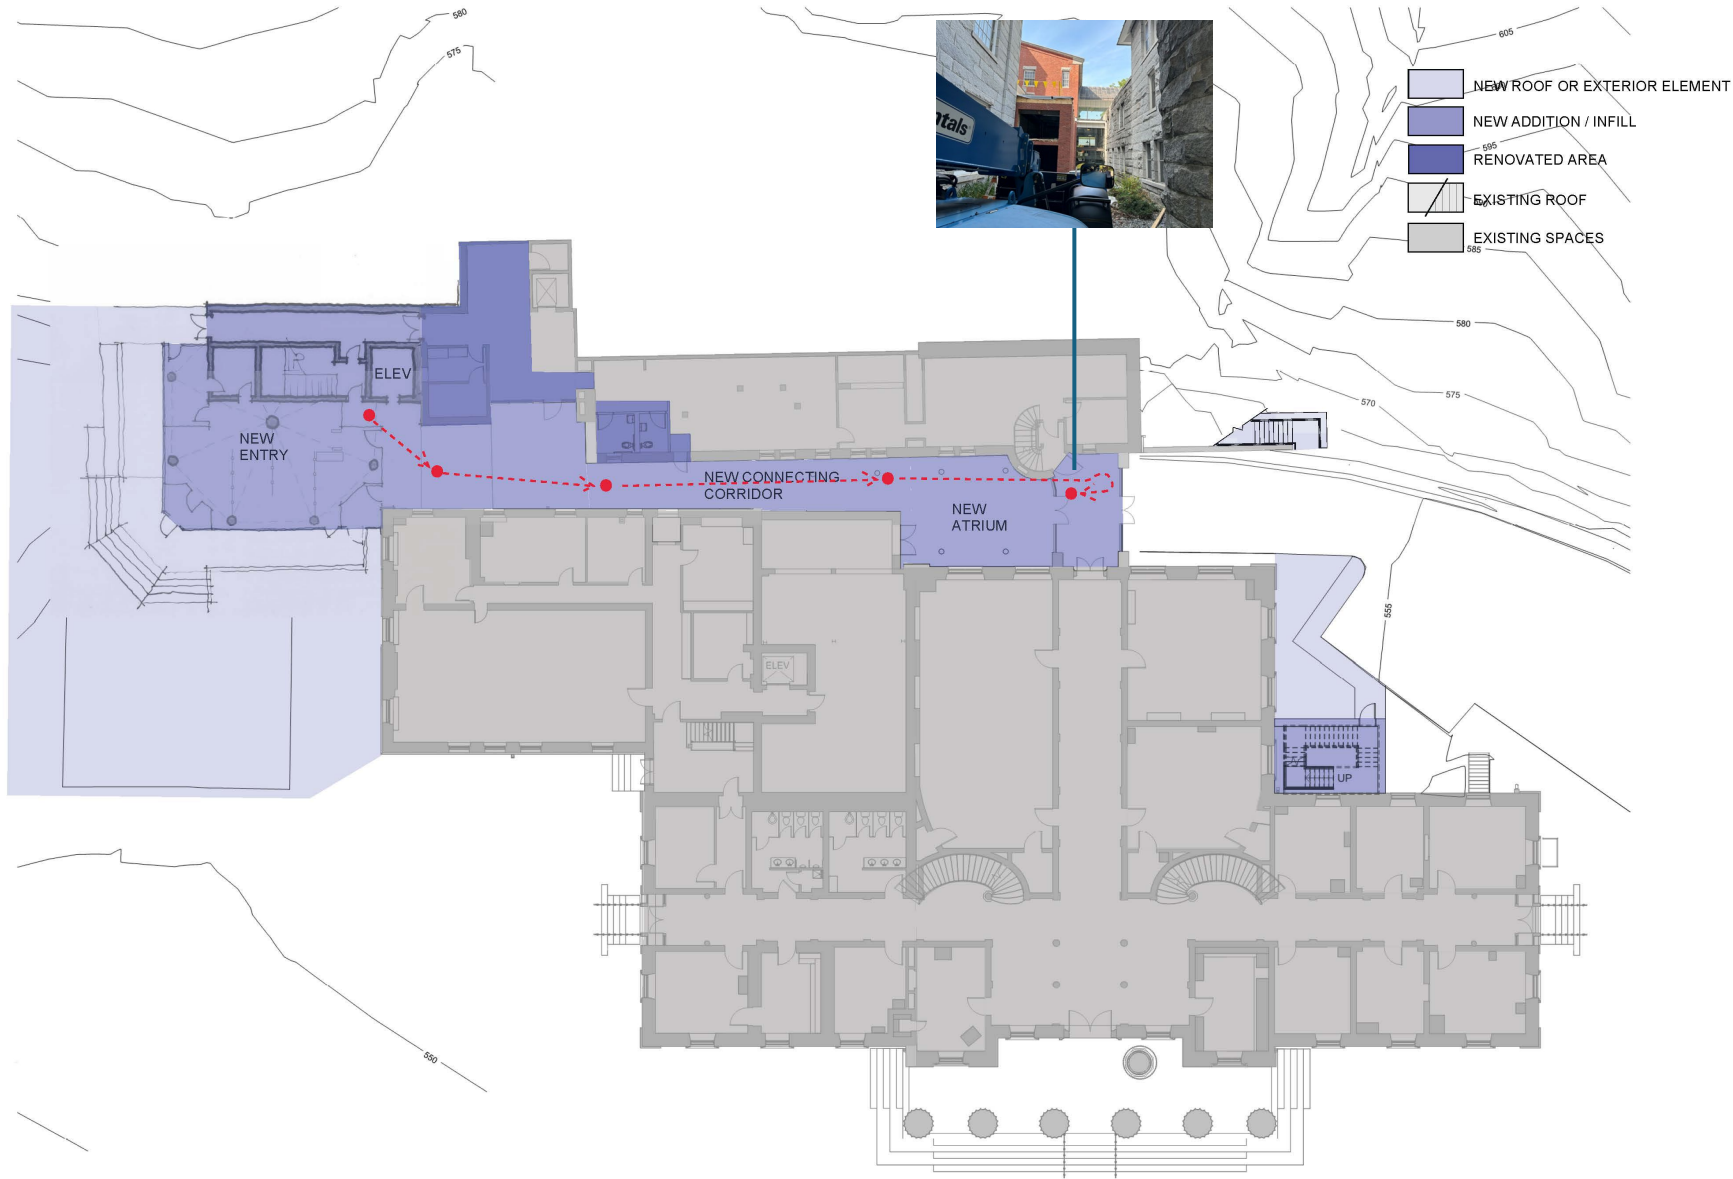 580
575
605
ntals
NEW ROOF OR EXTERIOR ELEMENT
NEW ADDITION / INFILL
595
RENOVATED AREA
EXISTING ROOF
EXISTING SPACES
585
580
575
570
ELEV
NEW
ENTRY
NEW CONNECTING
CORRIDOR
NEW
ATRIUM
555
ELEV
UP
550